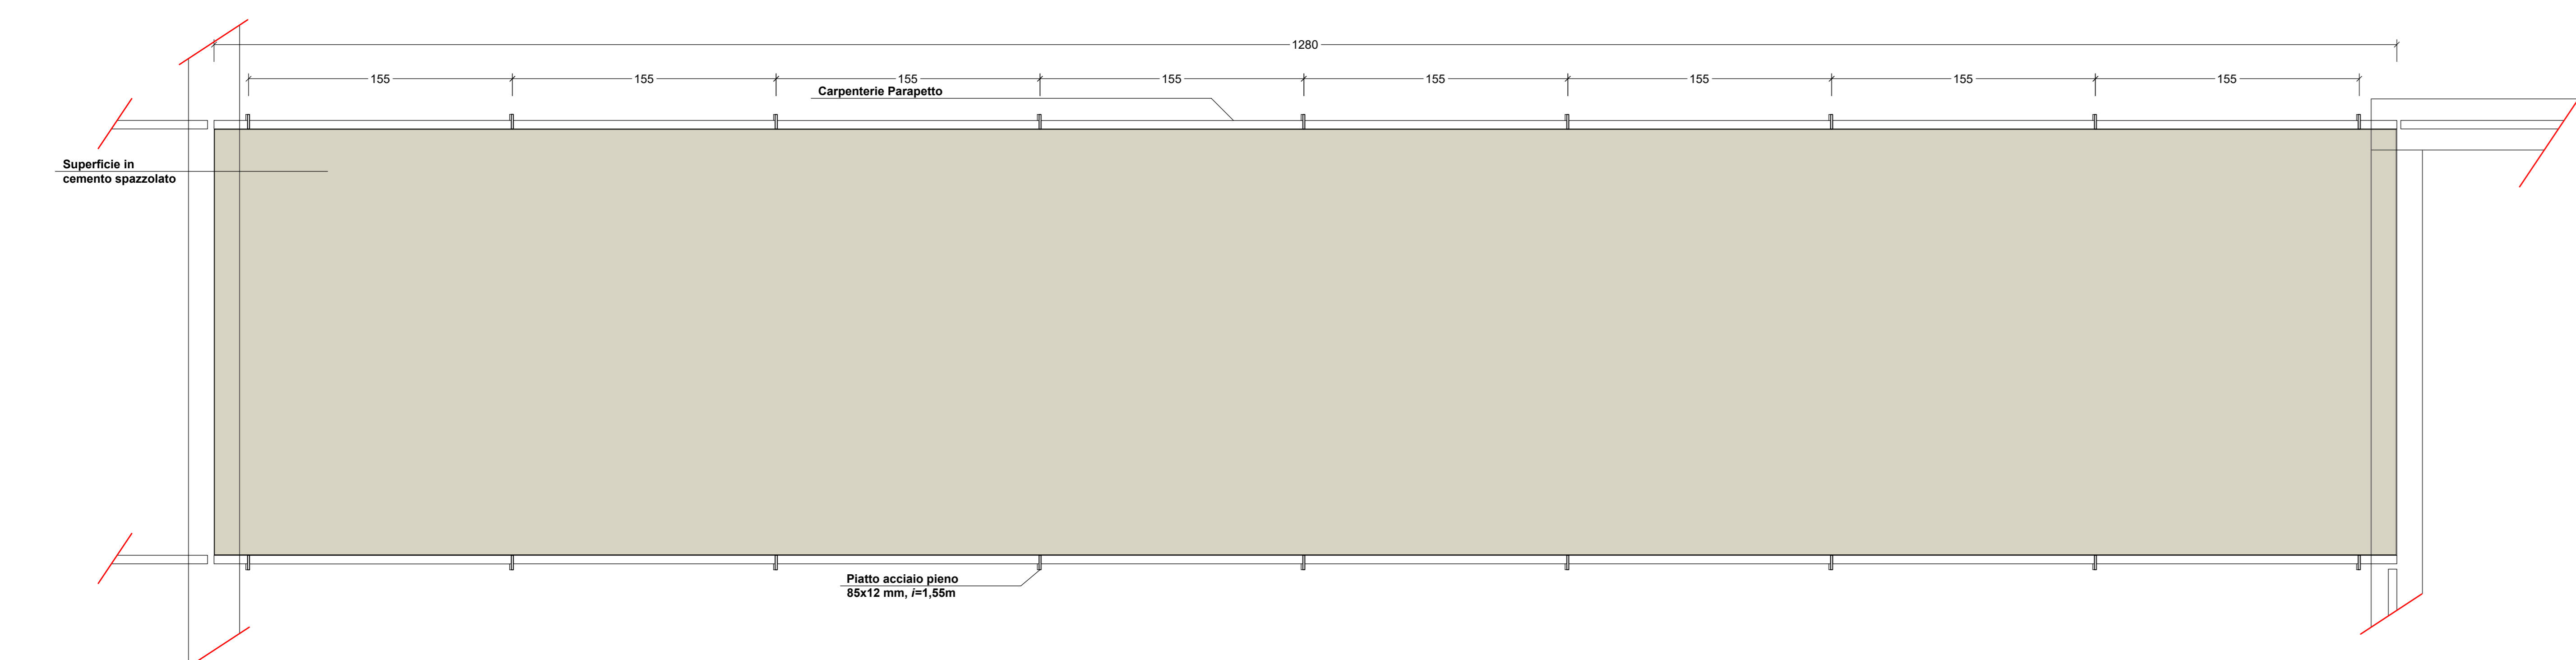 1280
155 155 155 155 155 155 155 155
Carpenterie Parapetto
Superficie in
cemento spazzolato
Piatto acciaio pieno
85x12 mm, i=1,55m